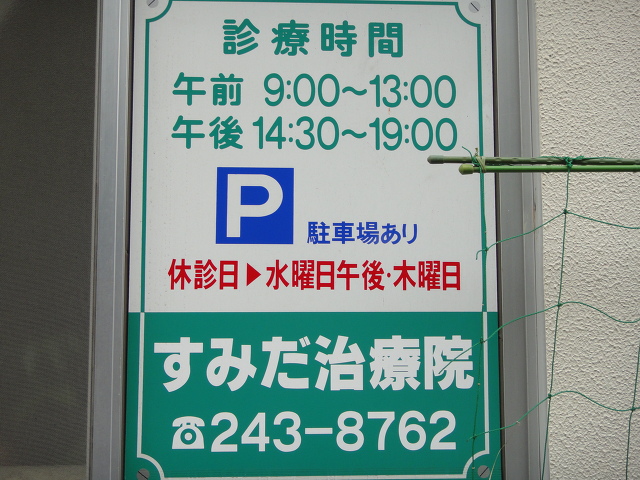 診療時間
午前 9:00～13:00
午後 14:30～19:00
P 駐車場あり
休診日▶水曜日午後・木曜日
すみだ治療院
☎243-8762